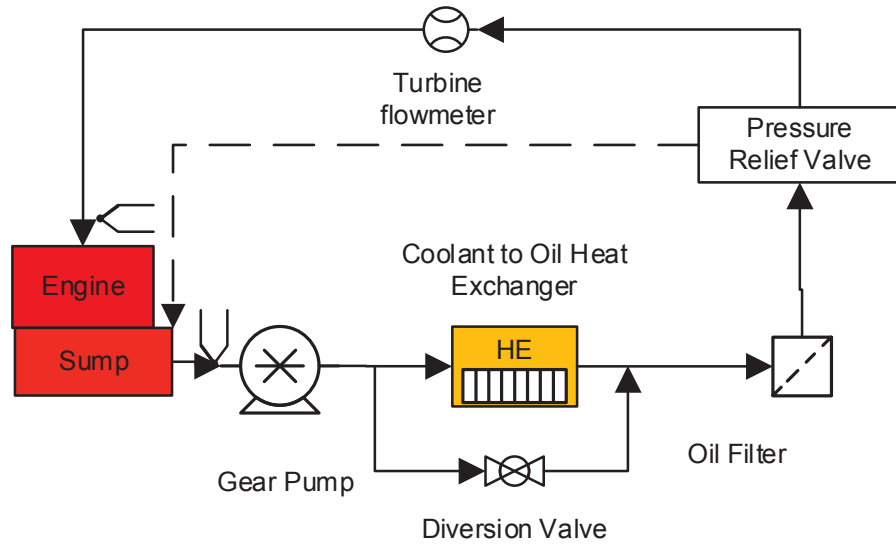 Turbine
flowmeter
Pressure
Relief Valve
Coolant to Oil Heat
Exchanger
Engine
HE
Sump
Oil Filter
Gear Pump
Diversion Valve